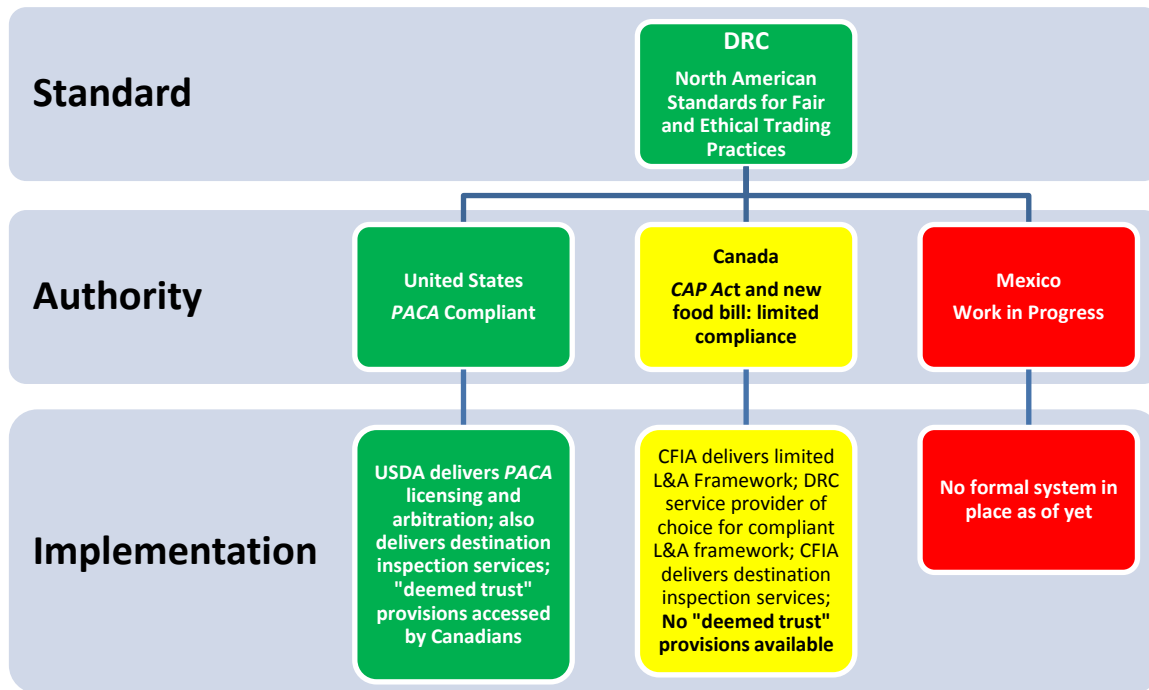 Standard
DRC
North American
Standards for Fair
and Ethical Trading
Practices
Authority
United States
PACA Compliant
Canada
CAP Act and new
food bill: limited
compliance
Mexico
Work in Progress
Implementation
USDA delivers PACA
licensing and
arbitration; also
delivers destination
inspection services;
"deemed trust"
provisions accessed
by Canadians
CFIA delivers limited
L&A Framework; DRC
service provider of
choice for compliant
L&A framework; CFIA
delivers destination
inspection services;
No "deemed trust"
provisions available
No formal system in
place as of yet